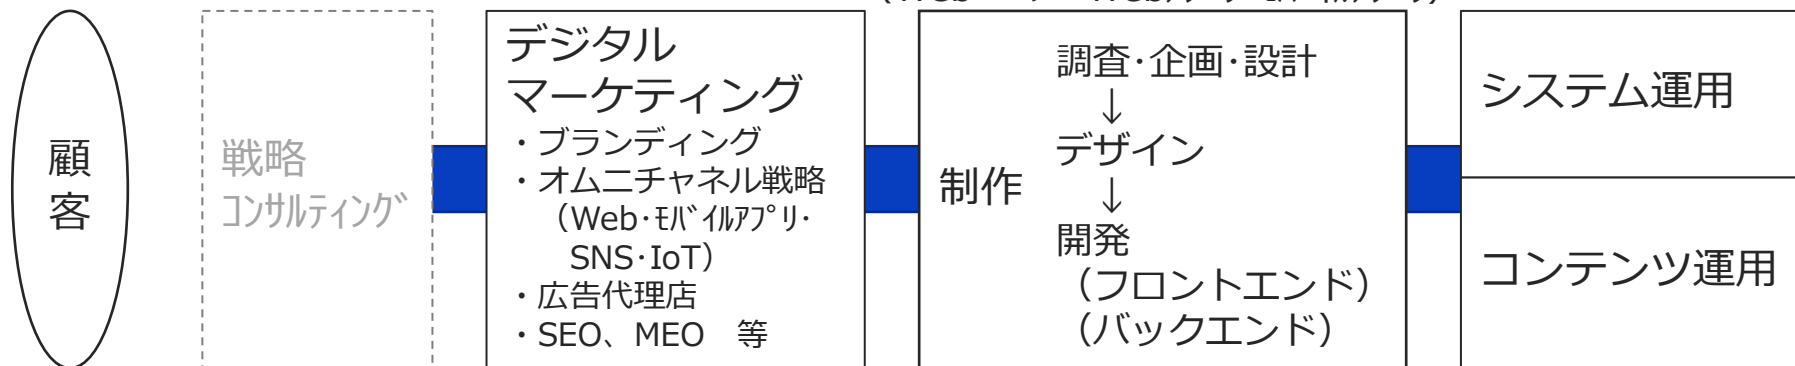 顧
客
戦略
ｺﾝｻﾙﾃｨﾝｸﾞ
デジタル
マーケティング
・ブランディング
・オムニチャネル戦略
（Web･ﾓﾊﾞｲﾙｱﾌﾟﾘ･
SNS･IoT）
・広告代理店
・SEO、MEO　等
制作
調査･企画･設計
↓
デザイン
↓
開発
（フロントエンド）
（バックエンド）
システム運用
コンテンツ運用